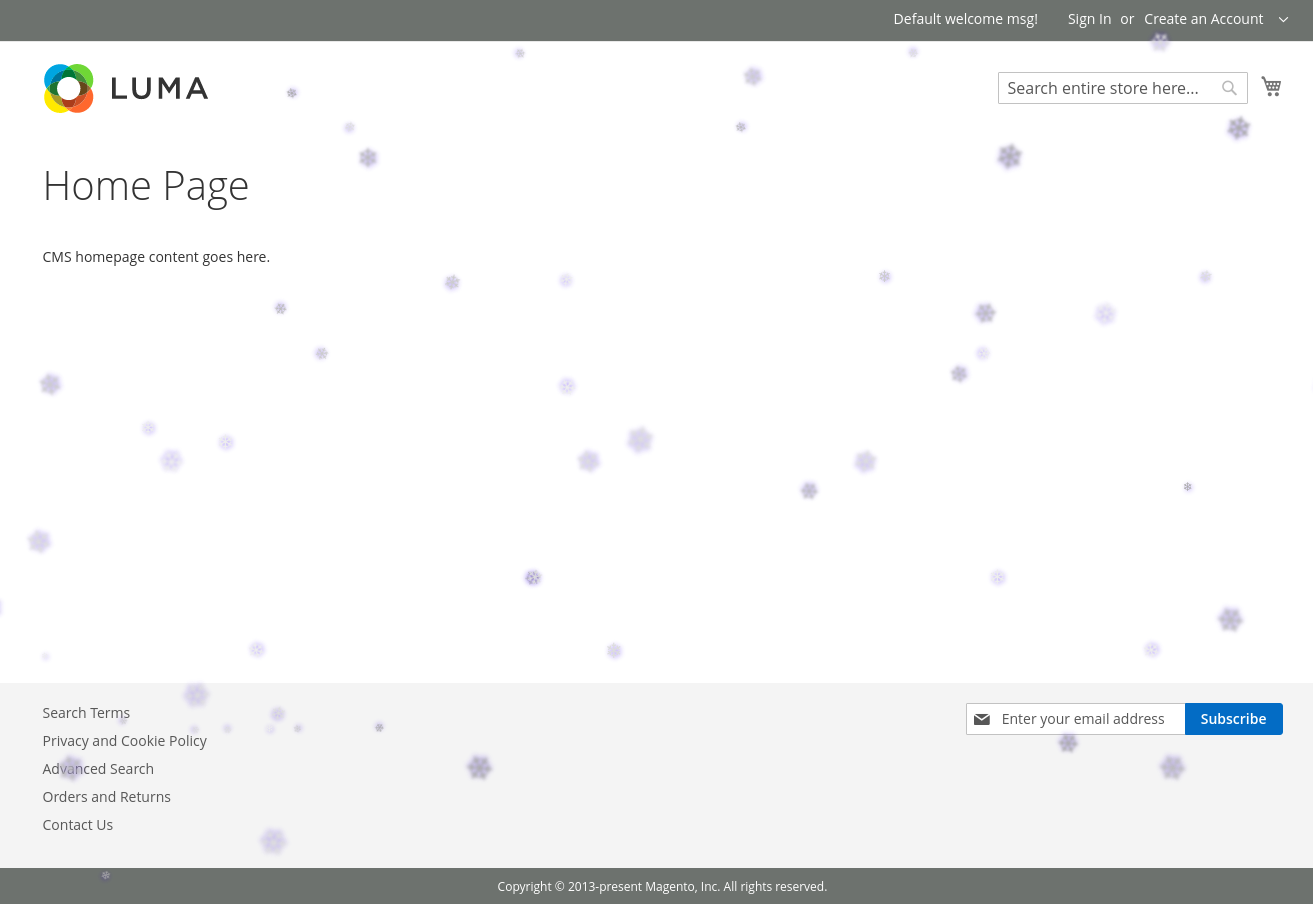 Default welcome msg! Sign In or Create an Account
LUMA
Search entire store here...
Home Page
CMS homepage content goes here.
Search Terms
Privacy and Cookie Policy
Advanced Search
Orders and Returns
Contact Us
Enter your email address Subscribe
Copyright © 2013-present Magento, Inc. All rights reserved.